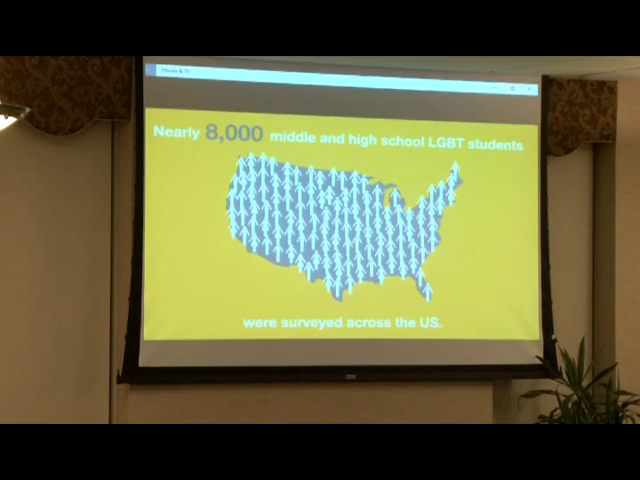 Nearly 8,000 middle and high school LGBT students
were surveyed across the US.